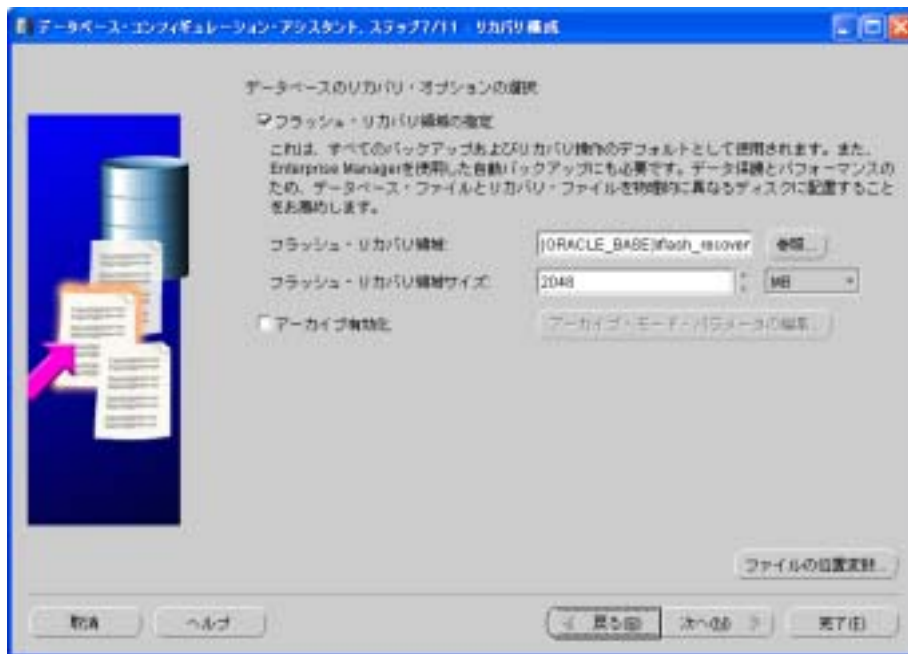 データベース・コンフィギュレーション・アシスタント, ステップ7/11 : リカバリ構成
データベースのリカバリ・オプションの選択
フラッシュ・リカバリ領域の指定
これは、すべてのバックアップおよびリカバリ操作のデフォルトとして使用されます。また、
Enterprise Managerを使用した自動バックアップにも必要です。データ保護とパフォーマンスの
ため、データベース・ファイルとリカバリ・ファイルを物理的に異なるディスクに配置すること
をお薦めします。
フラッシュ・リカバリ領域:
{ORACLE_BASE}\flash_recover
参照...
フラッシュ・リカバリ領域サイズ:
2048
MB
アーカイブ有効化
アーカイブ・モード・パラメータの編集...
ファイルの位置変数...
取消
ヘルプ
戻る(B)
次へ(N)
完了(F)